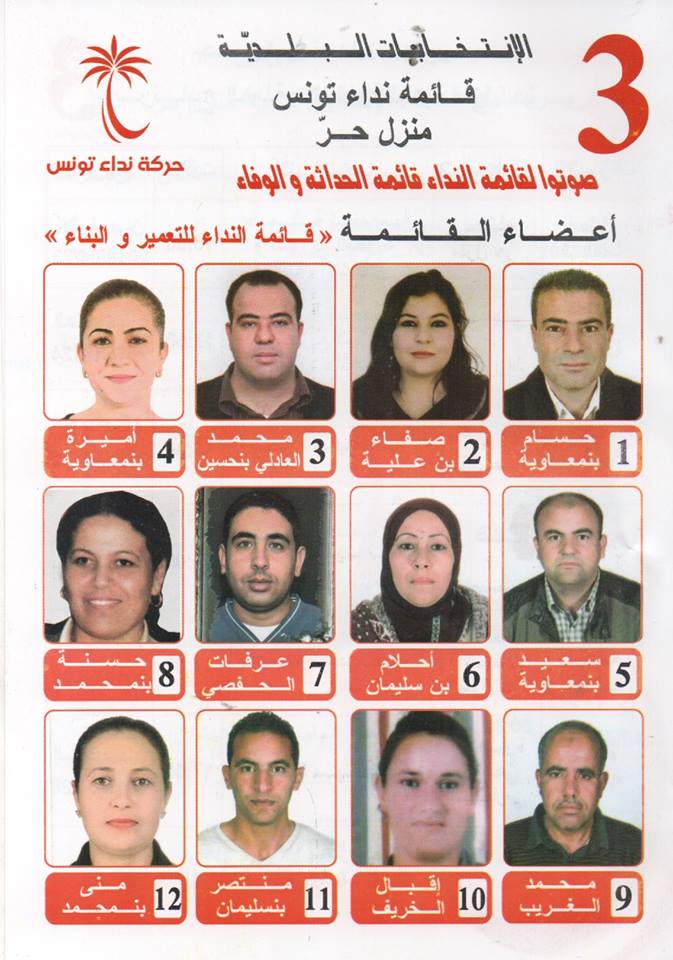 3
الإنتخابات البلديّة
قائمة نداء تونس
منزل حرّ
حركة نداء تونس
صوتوا لقائمة النداء قائمة الحداثة و الوفاء
أعضاء القائمة « قائمة النداء للتعمير و البناء »
1 حسام
بنمعاوية
2 صفاء
بن علية
3 محمد
العادلي بنحسين
4 أميرة
بنمعاوية
5 سعيد
بنمعاوية
6 أحلام
بن سليمان
7 عرفات
الحفصي
8 حسنة
بنمحمد
9 محمد
الغريب
10 إقبال
الخريف
11 منتصر
بنسليمان
12 منى
بنمحمد